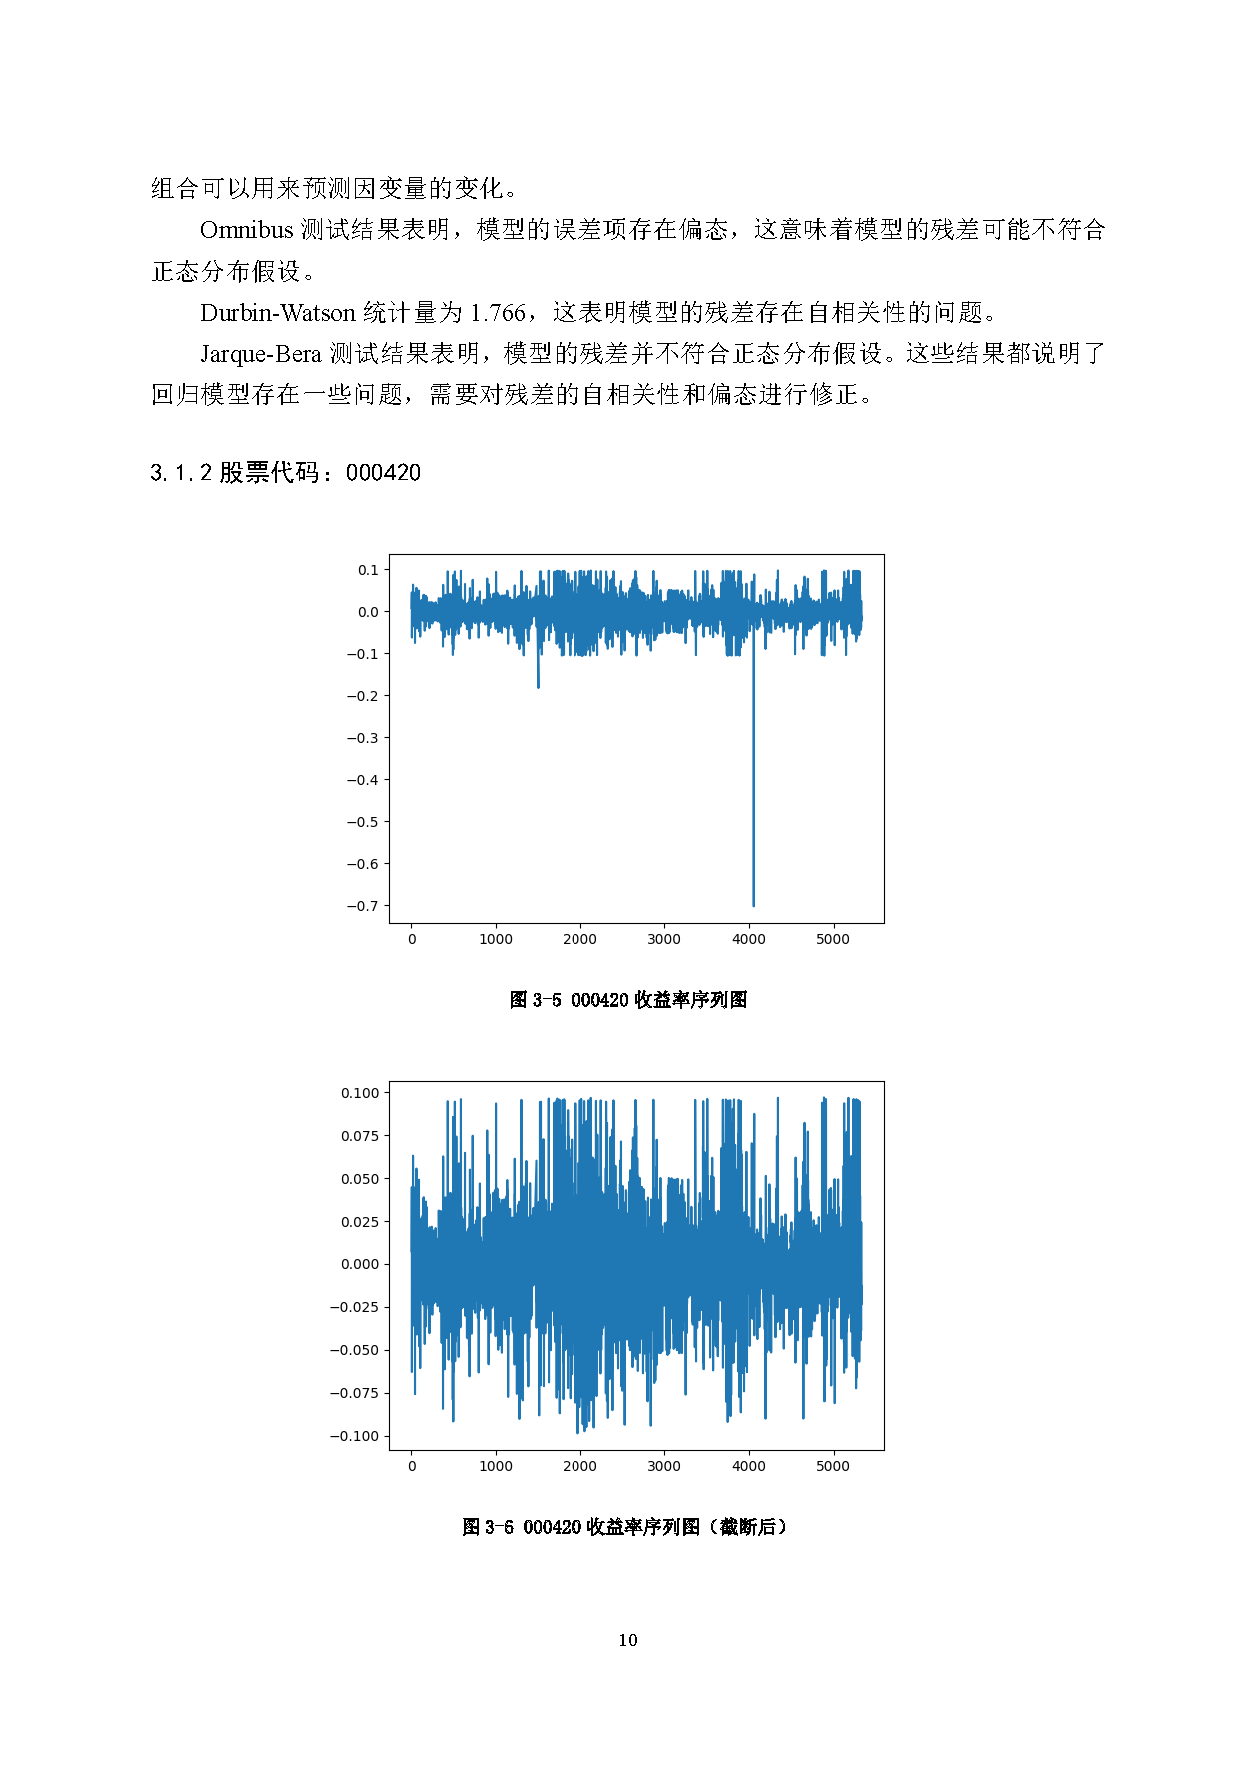 组合可以用来预测因变量的变化。
Omnibus 测试结果表明，模型的误差项存在偏态，这意味着模型的残差可能不符合
正态分布假设。
Durbin-Watson 统计量为 1.766，这表明模型的残差存在自相关性的问题。
Jarque-Bera 测试结果表明，模型的残差并不符合正态分布假设。这些结果都说明了
回归模型存在一些问题，需要对残差的自相关性和偏态进行修正。
3.1.2 股票代码：000420
0.1
0.0
−0.1
−0.2
−0.3
−0.4
−0.5
−0.6
−0.7
0 1000 2000 3000 4000 5000
图 3-5 000420 收益率序列图
0.100
0.075
0.050
0.025
0.000
−0.025
−0.050
−0.075
−0.100
0 1000 2000 3000 4000 5000
图 3-6 000420 收益率序列图（截断后）
10